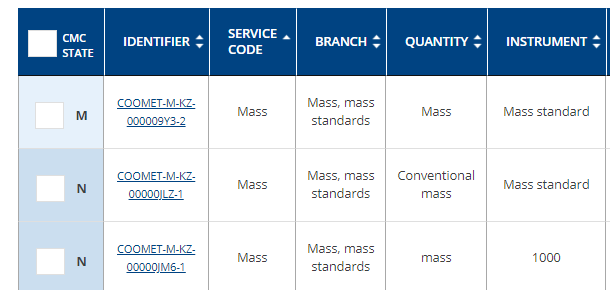 CMC STATE IDENTIFIER SERVICE CODE BRANCH QUANTITY INSTRUMENT
M COOMET-M-KZ-000009Y3-2 Mass Mass, mass standards Mass Mass standard
N COOMET-M-KZ-00000JLZ-1 Mass Mass, mass standards Conventional mass Mass standard
N COOMET-M-KZ-00000JM6-1 Mass Mass, mass standards mass 1000